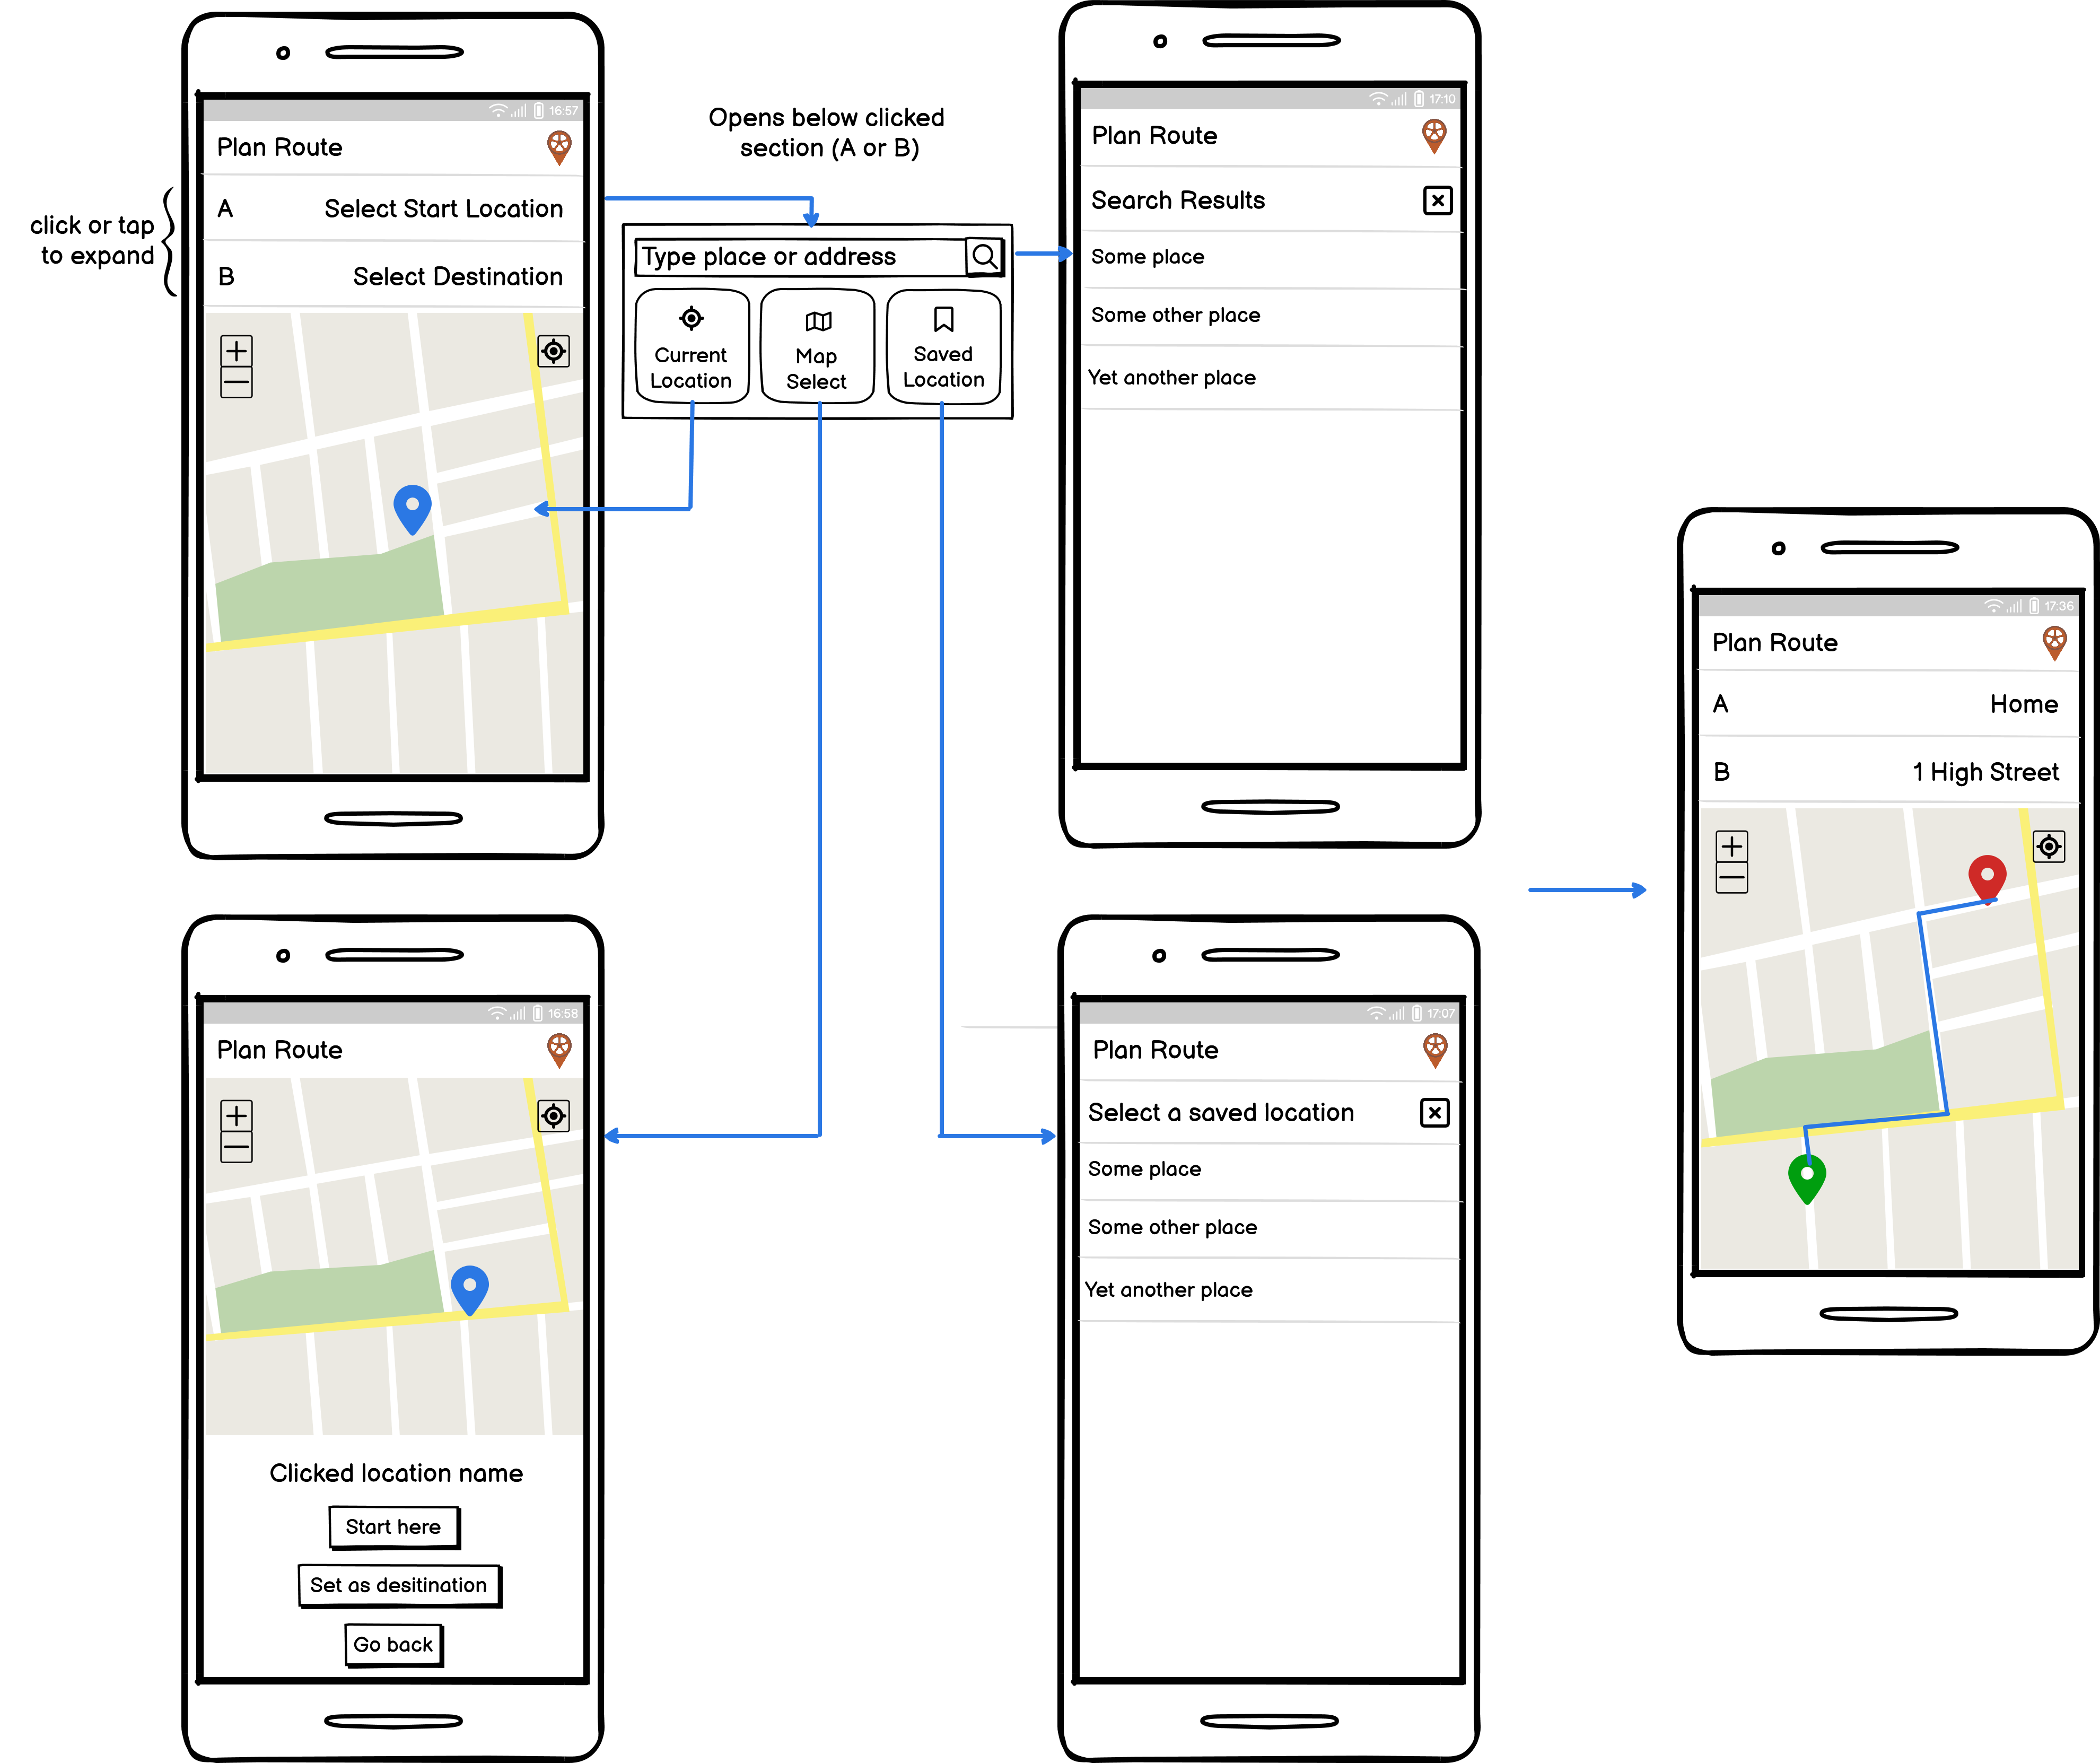 16:57
Plan Route
A Select Start Location
B Select Destination
click or tap
to expand
Opens below clicked
section (A or B)
Type place or address
Current
Location
Map
Select
Saved
Location
17:10
Plan Route
Search Results
Some place
Some other place
Yet another place
16:58
Plan Route
Clicked location name
Start here
Set as desitination
Go back
17:07
Plan Route
Select a saved location
Some place
Some other place
Yet another place
17:36
Plan Route
A Home
B 1 High Street